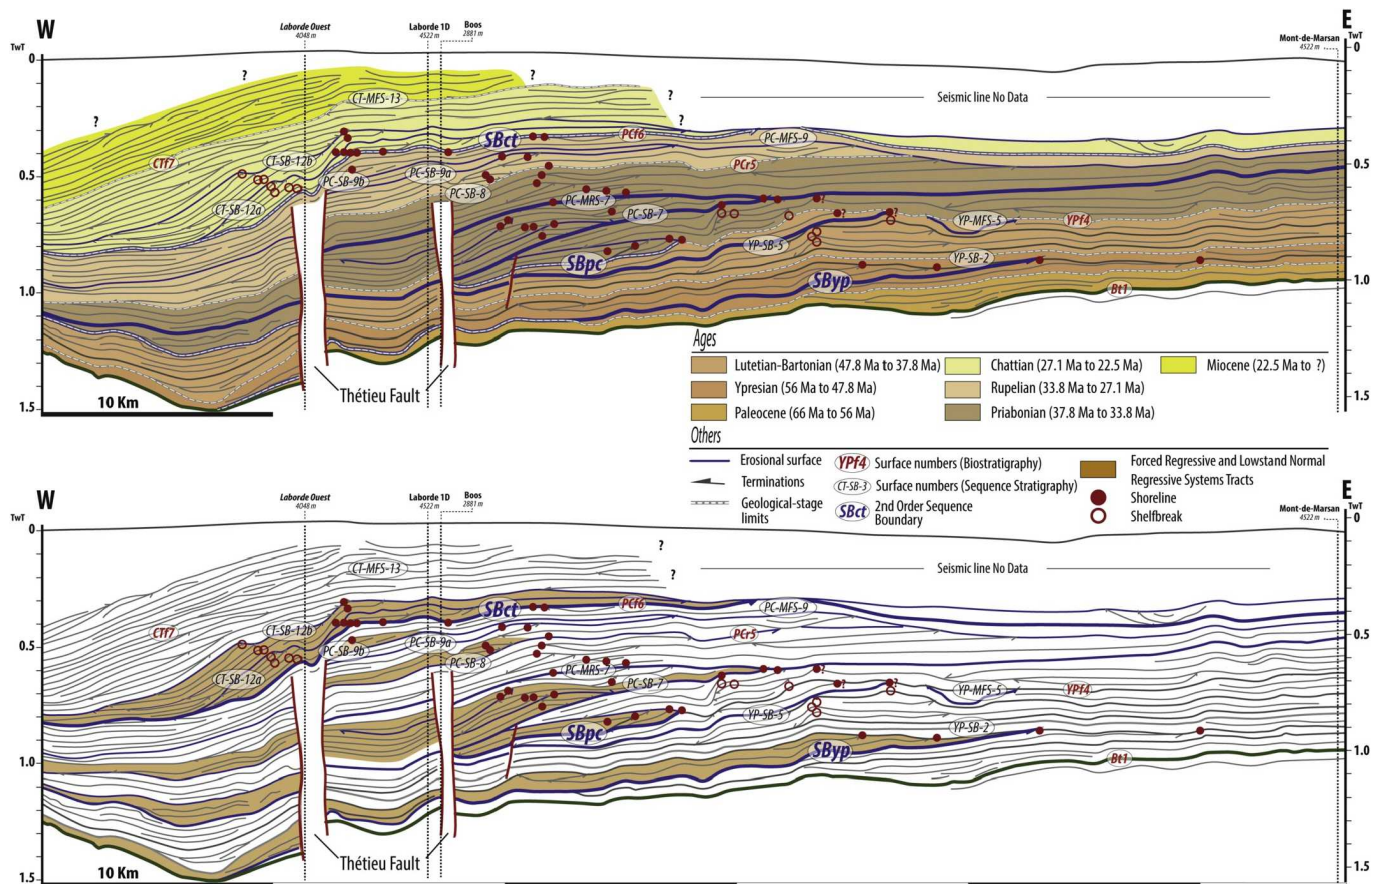 W
E
TwT
Laborde Ouest
4048 m
Laborde 1D
4522 m
Boos
2881 m
Mont-de-Marsan
4522 m
TwT
0
0
?
?
?
?
?
CT-MFS-13
Seismic line No Data
CTf7
CT-SB-12b
SBct
PCf6
PC-MFS-9
PCr5
PC-SB-9a
PC-SB-9b
PC-SB-8
CT-SB-12a
PC-MRS-7
PC-SB-7
?
?
?
YP-MFS-5
YPf4
YP-SB-5
YP-SB-2
SBpc
SByp
Bt1
0.5
0.5
1.0
1.0
1.5
1.5
10 Km
Thétieu Fault
Ages
Lutetian-Bartonian (47.8 Ma to 37.8 Ma)
Chattian (27.1 Ma to 22.5 Ma)
Miocene (22.5 Ma to ?)
Ypresian (56 Ma to 47.8 Ma)
Rupelian (33.8 Ma to 27.1 Ma)
Paleocene (66 Ma to 56 Ma)
Priabonian (37.8 Ma to 33.8 Ma)
Others
Erosional surface
YPf4 Surface numbers (Biostratigraphy)
Forced Regressive and Lowstand Normal
Regressive Systems Tracts
Terminations
CT-SB-3 Surface numbers (Sequence Stratigraphy)
Shoreline
Geological-stage
limits
SBct 2nd Order Sequence
Boundary
Shelfbreak
W
E
TwT
Laborde Ouest
4048 m
Laborde 1D
4522 m
Boos
2881 m
Mont-de-Marsan
4522 m
TwT
0
0
?
?
CT-MFS-13
Seismic line No Data
CTf7
CT-SB-12b
SBct
PCf6
PC-MFS-9
PCr5
PC-SB-9a
PC-SB-9b
PC-SB-8
CT-SB-12a
PC-MRS-7
PC-SB-7
?
?
?
YP-MFS-5
YPf4
YP-SB-5
YP-SB-2
SBpc
SByp
Bt1
0.5
0.5
1.0
1.0
1.5
1.5
10 Km
Thétieu Fault